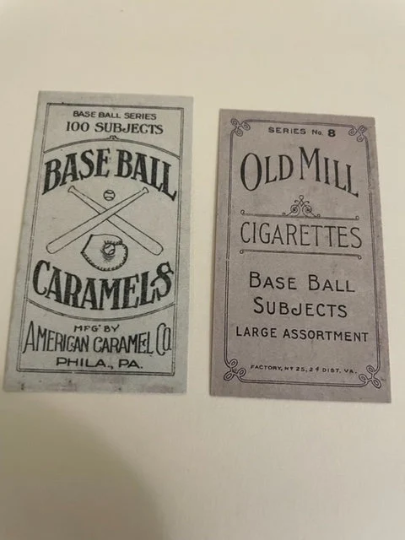 BASE BALL SERIES
100 SUBJECTS
BASE BALL
CARAMELS
MFG' BY
AMERICAN CARAMEL CO
PHILA., PA.
SERIES No. 8
OLD MILL
CIGARETTES
BASE BALL
SUBJECTS
LARGE ASSORTMENT
FACTORY, Nº 25, 2d DIST. VA.